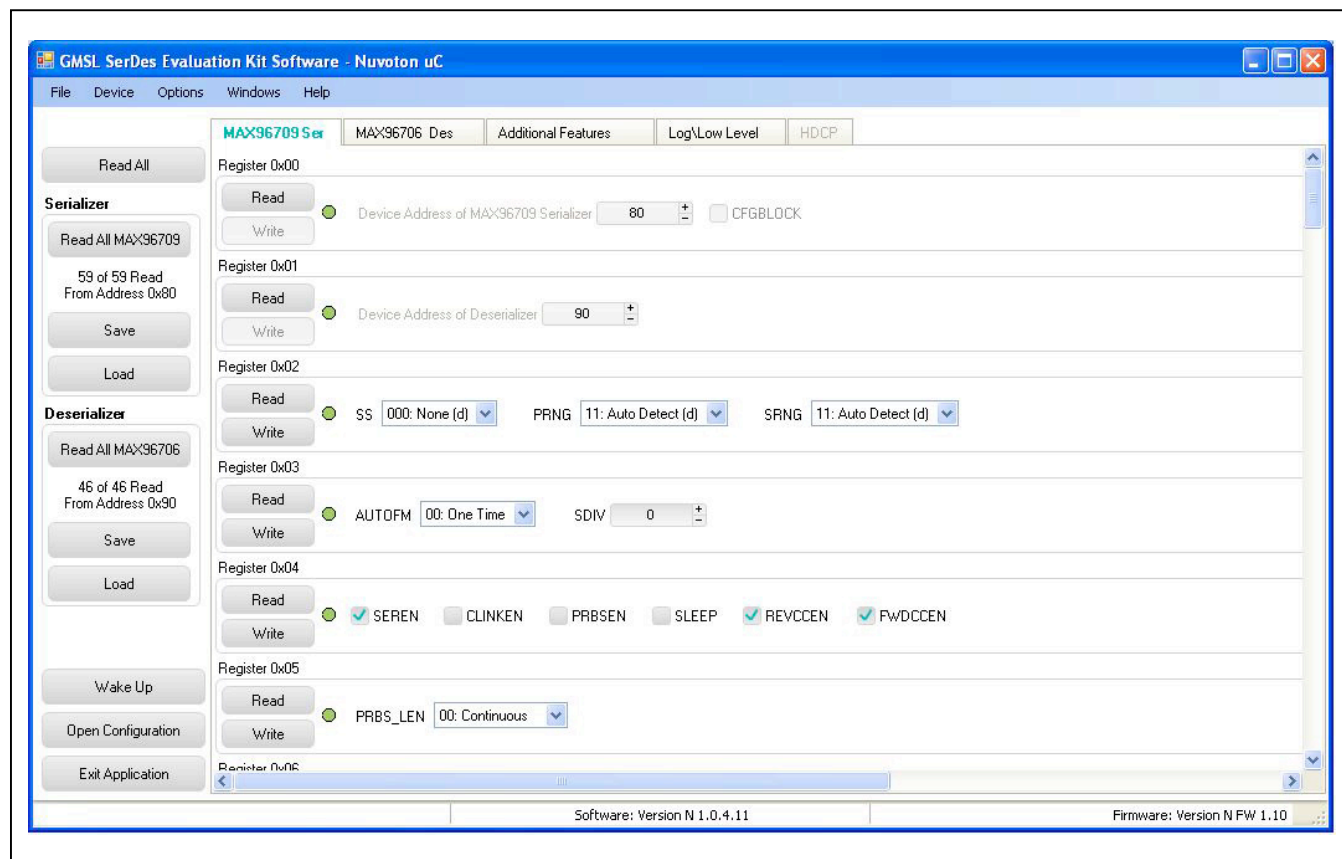 GMSL SerDes Evaluation Kit Software - Nuvoton uC
File Device Options Windows Help
MAX96709 Ser MAX96706 Des Additional Features Log\Low Level HDCP
Read All
Serializer
Read All MAX96709
59 of 59 Read
From Address 0x80
Save
Load
Deserializer
Read All MAX96706
46 of 46 Read
From Address 0x90
Save
Load
Wake Up
Open Configuration
Exit Application
Register 0x00
Read
Write
Device Address of MAX96709 Serializer 80 + - CFGBLOCK
Register 0x01
Read
Write
Device Address of Deserializer 90 + -
Register 0x02
Read
Write
SS 000: None (d) PRNG 11: Auto Detect (d) SRNG 11: Auto Detect (d)
Register 0x03
Read
Write
AUTOFM 00: One Time SDIV 0 + -
Register 0x04
Read
Write
SEREN CLINKEN PRBSEN SLEEP REVCCEN FWDCCEN
Register 0x05
Read
Write
PRBS_LEN 00: Continuous
Register 0x06
Software: Version N 1.0.4.11 Firmware: Version N FW 1.10